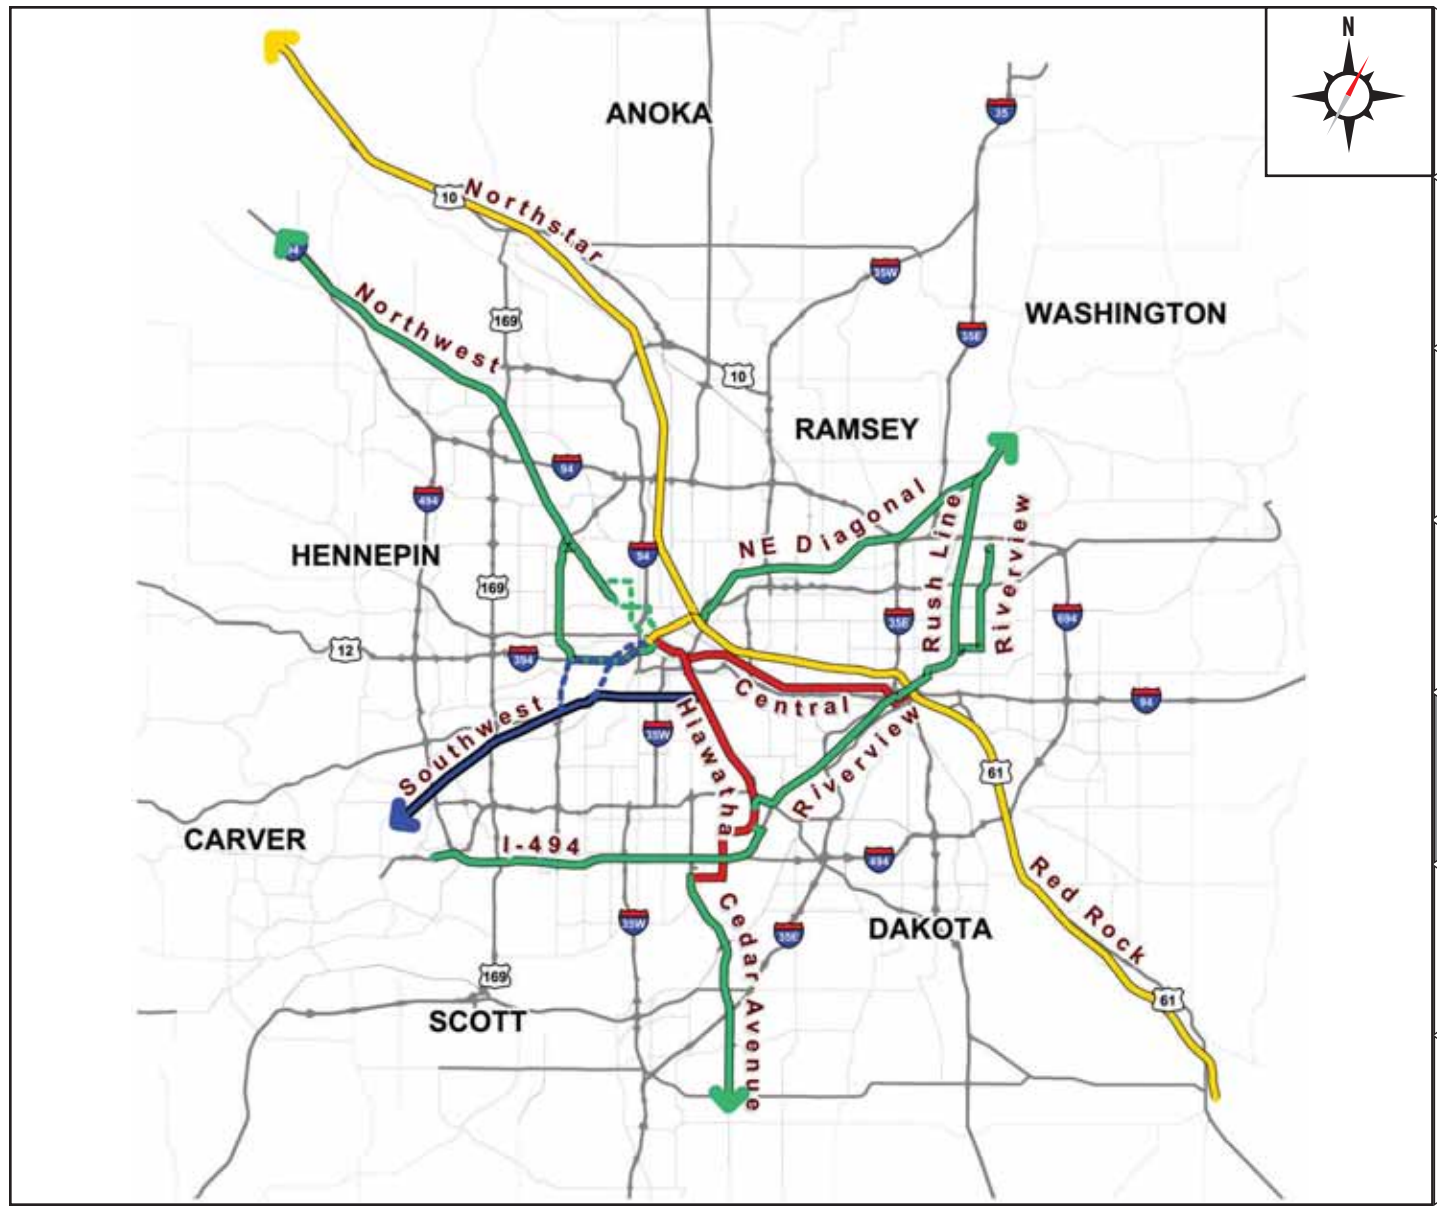 N
35
ANOKA
10
Northstar
94
35W
WASHINGTON
Northwest
169
35E
10
RAMSEY
94
494
NE Diagonal
Rush Line
Riverview
HENNEPIN
94
169
35E
694
12
394
Central
94
Southwest
Hiawatha
35W
Riverview
61
CARVER
I-494
494
Red Rock
Cedar Avenue
35W
35E
DAKOTA
169
61
SCOTT